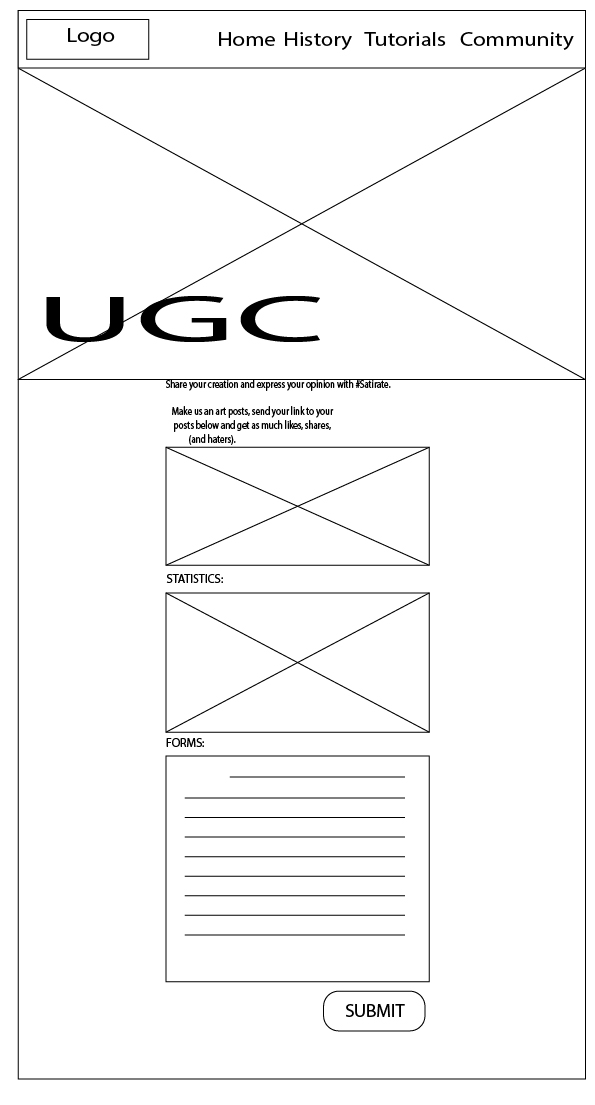 Logo
Home History Tutorials Community
UGC
Share your creation and express your opinion with #Satirate.
Make us an art posts, send your link to your
posts below and get as much likes, shares,
(and haters).
STATISTICS:
FORMS:
SUBMIT